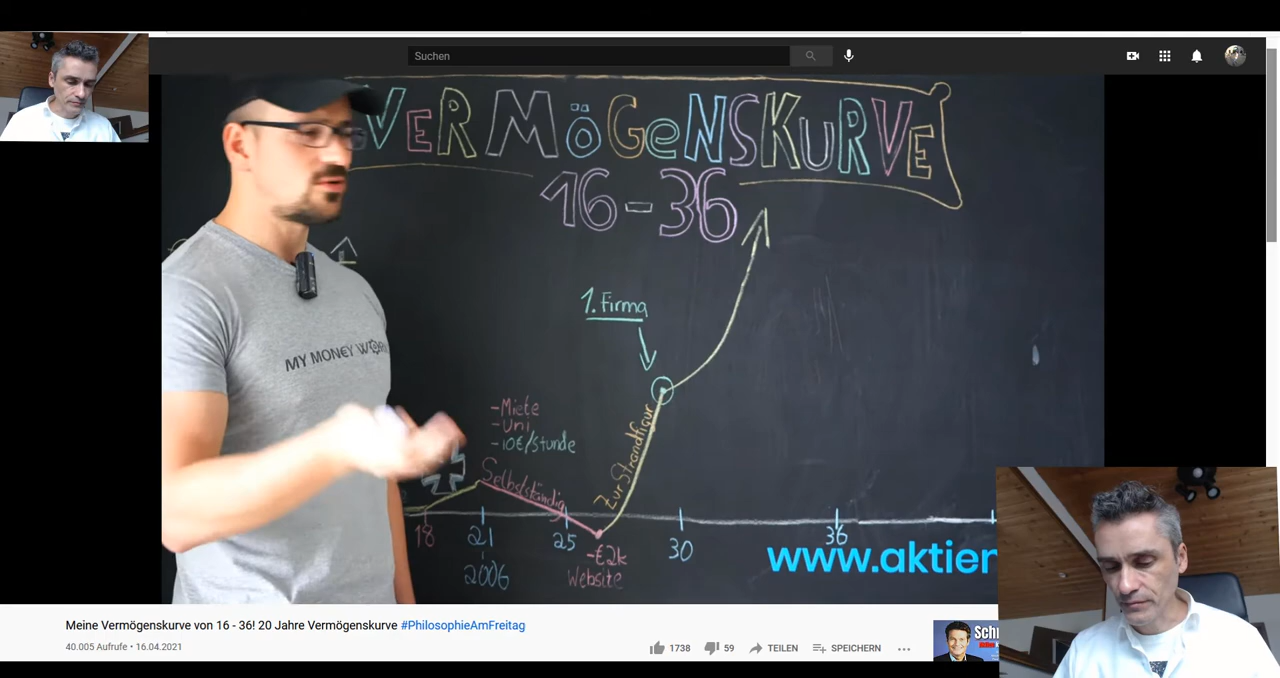 Suchen
VERMÖGENSKURVE
16-36
1. Firma
MY MONEY
-Miete
-Uni
-10€/Stunde
Selbstständig
Zur Strandfigur
18
21
25
30
36
2006
-€2k
Website
www.aktien
Meine Vermögenskurve von 16 - 36! 20 Jahre Vermögenskurve #PhilosophieAmFreitag
40.005 Aufrufe • 16.04.2021
1738
59
TEILEN
SPEICHERN
...